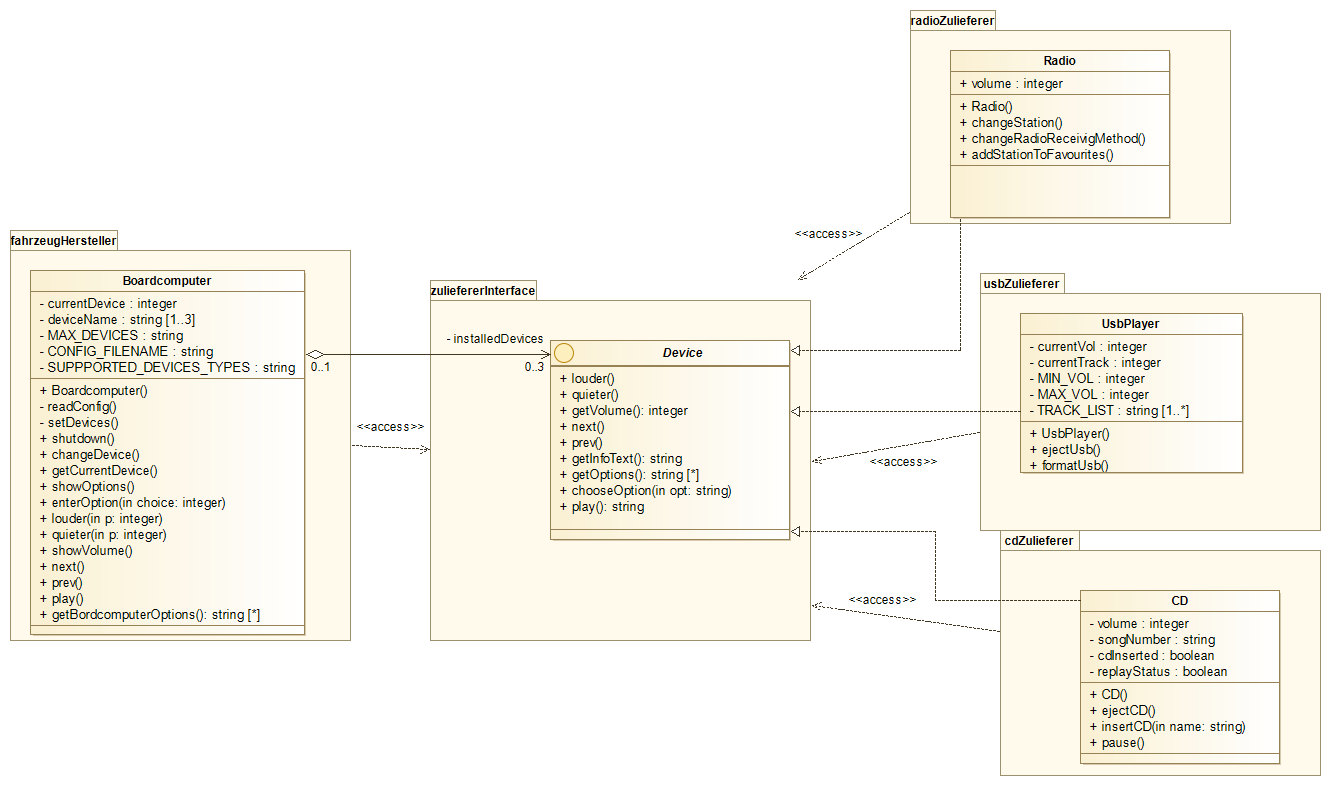 radioZulieferer
Radio
+ volume : integer
+ Radio()
+ changeStation()
+ changeRadioReceivigMethod()
+ addStationToFavourites()
<<access>>
fahrzeugHersteller
Boardcomputer
- currentDevice : integer
- deviceName : string [1..3]
- MAX_DEVICES : string
- CONFIG_FILENAME : string
- SUPPPORTED_DEVICES_TYPES : string
+ Boardcomputer()
- readConfig()
- setDevices()
+ shutdown()
+ changeDevice()
+ getCurrentDevice()
+ showOptions()
+ enterOption(in choice: integer)
+ louder(in p: integer)
+ quieter(in p: integer)
+ showVolume()
+ next()
+ prev()
+ play()
+ getBordcomputerOptions(): string [*]
0..1
<<access>>
zuliefererInterface
- installedDevices
0..3
Device
+ louder()
+ quieter()
+ getVolume(): integer
+ next()
+ prev()
+ getInfoText(): string
+ getOptions(): string [*]
+ chooseOption(in opt: string)
+ play(): string
usbZulieferer
UsbPlayer
- currentVol : integer
- currentTrack : integer
- MIN_VOL : integer
- MAX_VOL : integer
- TRACK_LIST : string [1..*]
+ UsbPlayer()
+ ejectUsb()
+ formatUsb()
<<access>>
cdZulieferer
CD
- volume : integer
- songNumber : string
- cdInserted : boolean
- replayStatus : boolean
+ CD()
+ ejectCD()
+ insertCD(in name: string)
+ pause()
<<access>>